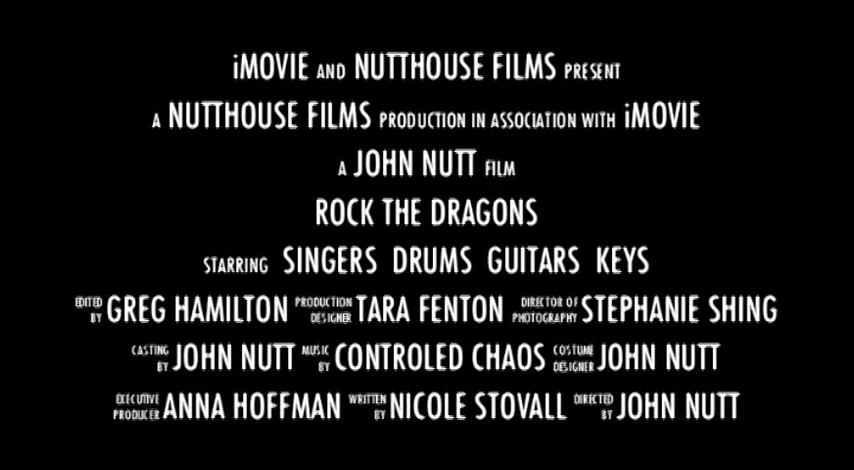 iMOVIE AND NUTTHOUSE FILMS PRESENT
A NUTTHOUSE FILMS PRODUCTION IN ASSOCIATION WITH iMOVIE
A JOHN NUTT FILM
ROCK THE DRAGONS
STARRING SINGERS DRUMS GUITARS KEYS
EDITED BY GREG HAMILTON PRODUCTION DESIGNER TARA FENTON DIRECTOR OF PHOTOGRAPHY STEPHANIE SHING
CASTING BY JOHN NUTT MUSIC BY CONTROLED CHAOS COSTUME DESIGNER JOHN NUTT
EXECUTIVE PRODUCER ANNA HOFFMAN WRITTEN BY NICOLE STOVALL DIRECTED BY JOHN NUTT